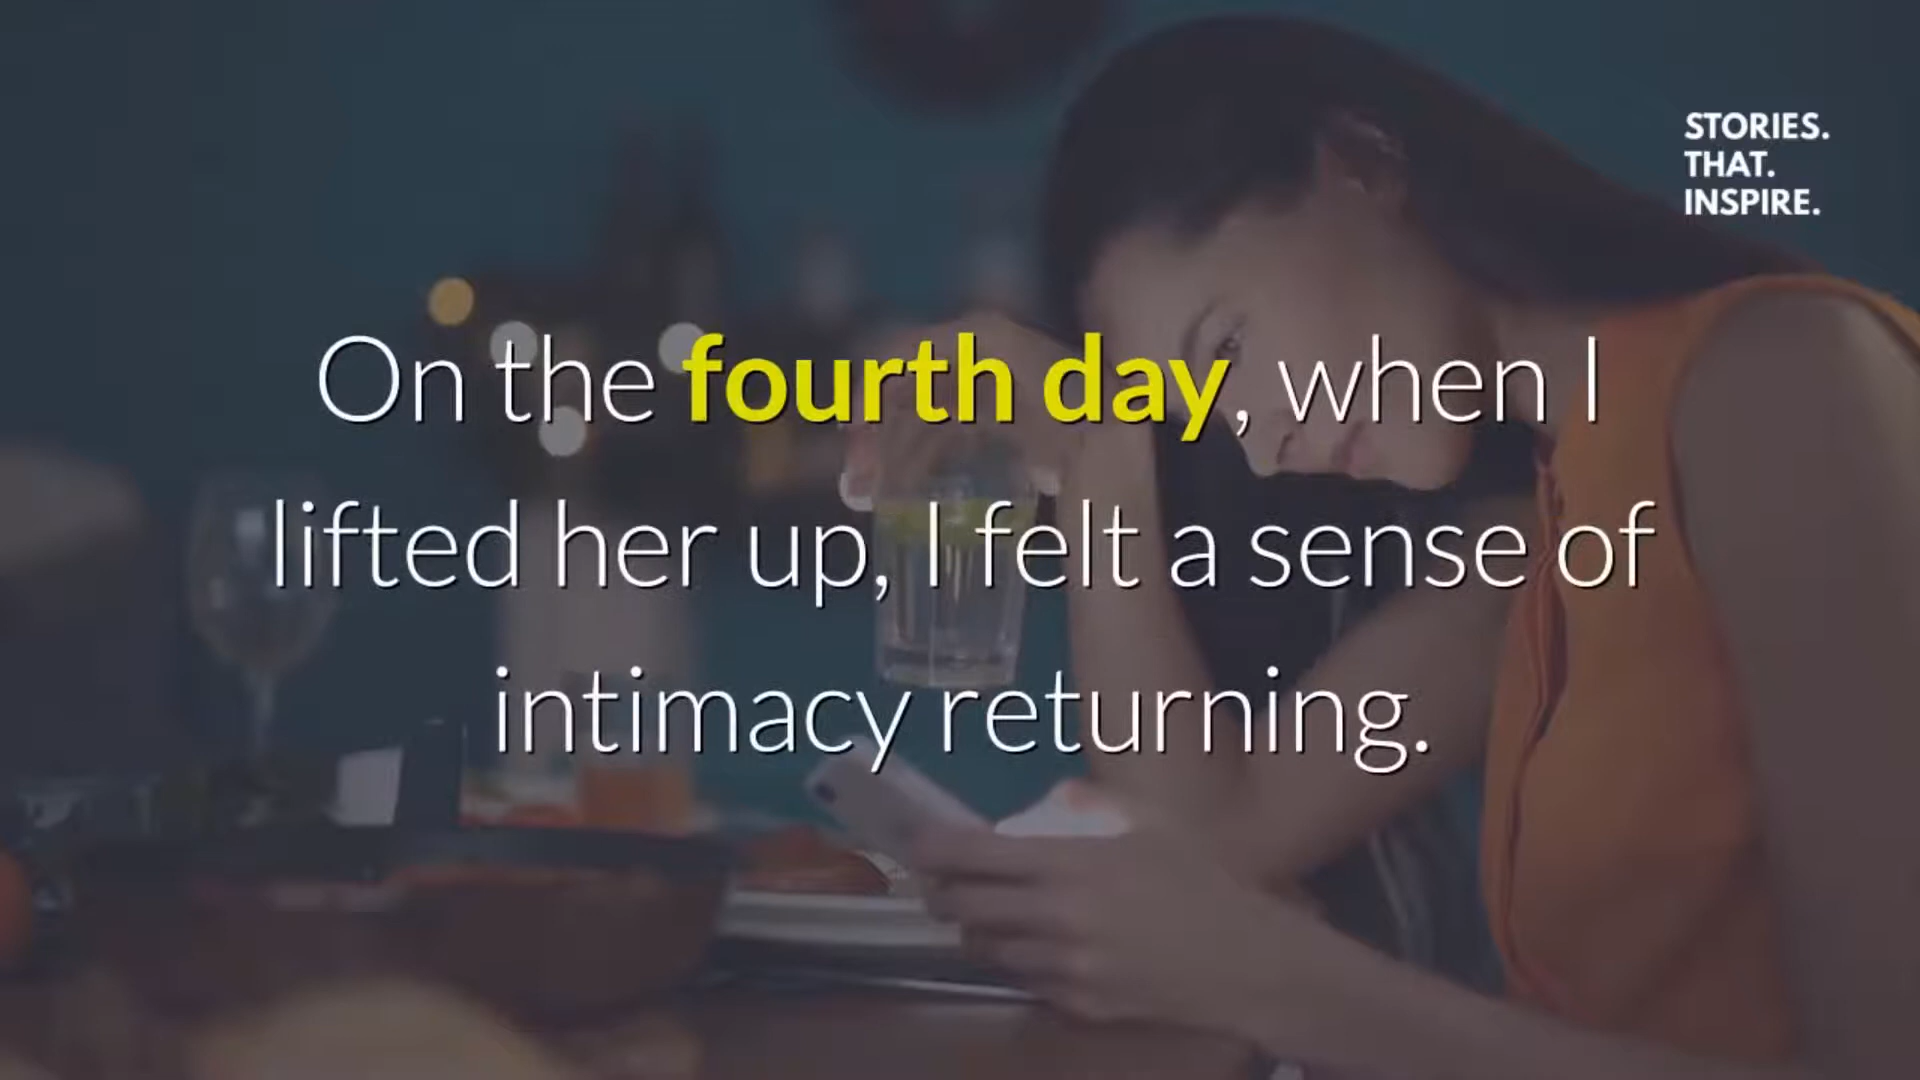 STORIES.
THAT.
INSPIRE.
On the fourth day, when I
lifted her up, I felt a sense of
intimacy returning.